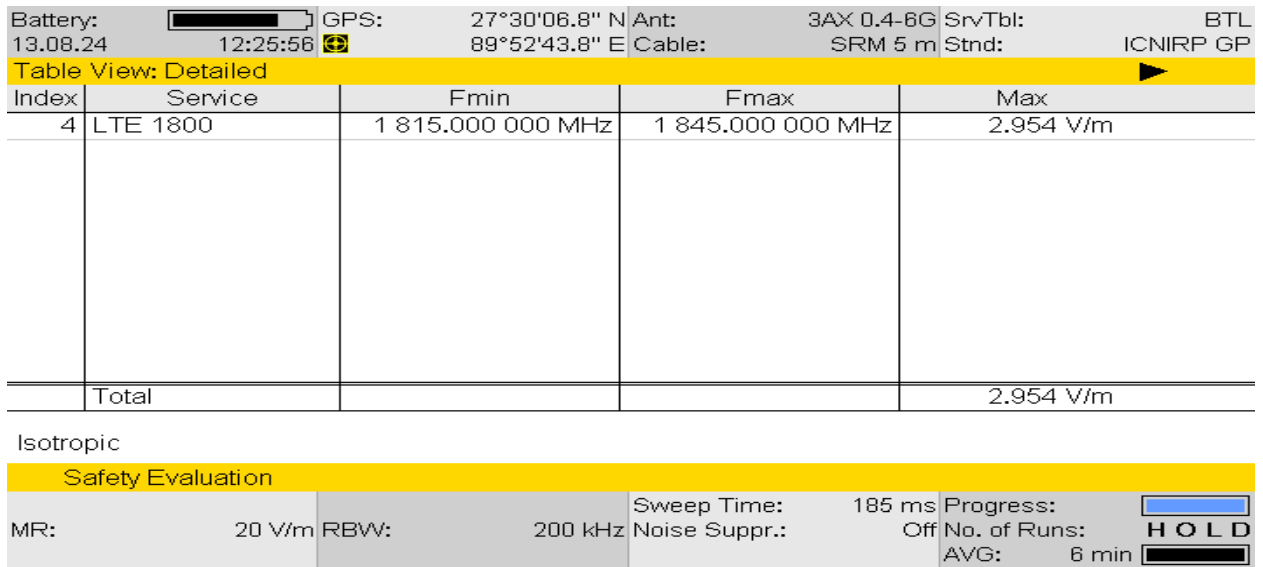 Battery: GPS: 27°30'06.8" N Ant: 3AX 0.4-6G SrvTbl: BTL
13.08.24 12:25:56 89°52'43.8" E Cable: SRM 5 m Stnd: ICNIRP GP
Table View: Detailed
Index Service Fmin Fmax Max
4 LTE 1800 1 815.000 000 MHz 1 845.000 000 MHz 2.954 V/m
Total 2.954 V/m
Isotropic
Safety Evaluation
Sweep Time: 185 ms Progress:
MR: 20 V/m RBW: 200 kHz Noise Suppr.: Off No. of Runs: HOLD
AVG: 6 min